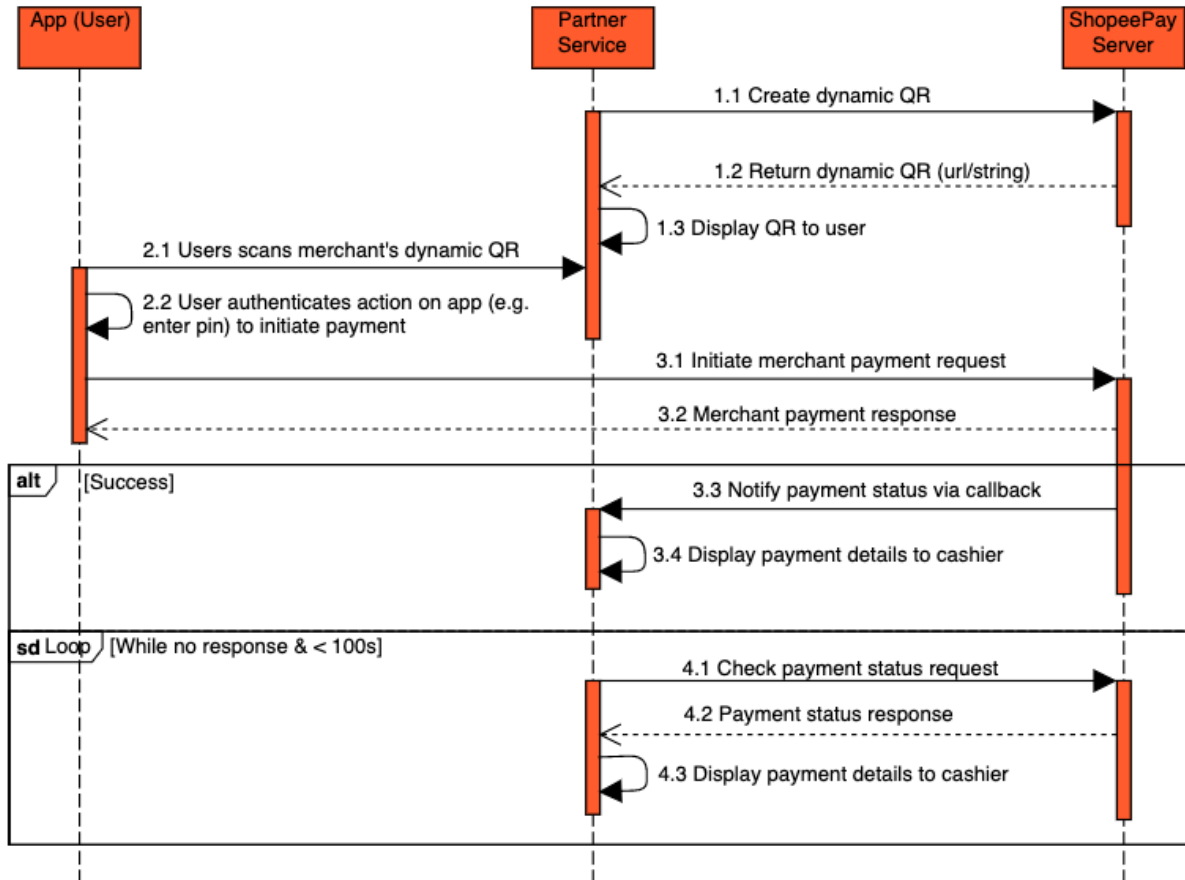 App (User)
Partner
Service
ShopeePay
Server
1.1 Create dynamic QR
1.2 Return dynamic QR (url/string)
1.3 Display QR to user
2.1 Users scans merchant's dynamic QR
2.2 User authenticates action on app (e.g.
enter pin) to initiate payment
3.1 Initiate merchant payment request
3.2 Merchant payment response
alt [Success]
3.3 Notify payment status via callback
3.4 Display payment details to cashier
sd Loop [While no response & < 100s]
4.1 Check payment status request
4.2 Payment status response
4.3 Display payment details to cashier